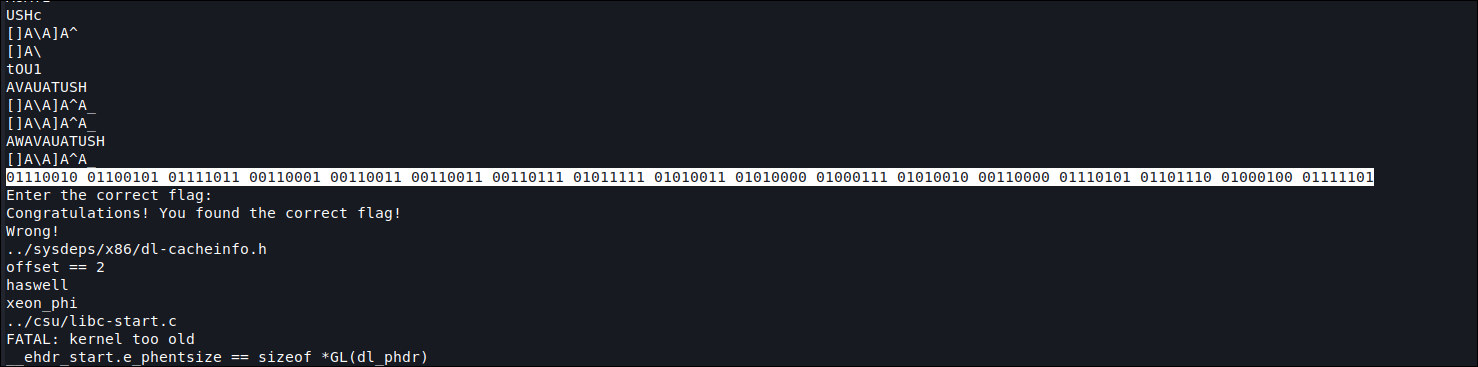 USHc
[]A\A]A^
[]A\
tOU1
AVAUATUSH
[]A\A]A^A_
[]A\A]A^A_
AWAVAUATUSH
[]A\A]A^A_
01110010 01100101 01111011 00110001 00110011 00110011 00110111 01011111 01010011 01010000 01000111 01010010 00110000 01110101 01101110 01000100 01111101
Enter the correct flag:
Congratulations! You found the correct flag!
Wrong!
../sysdeps/x86/dl-cacheinfo.h
offset == 2
haswell
xeon_phi
../csu/libc-start.c
FATAL: kernel too old
__ehdr_start.e_phentsize == sizeof *GL(dl_phdr)